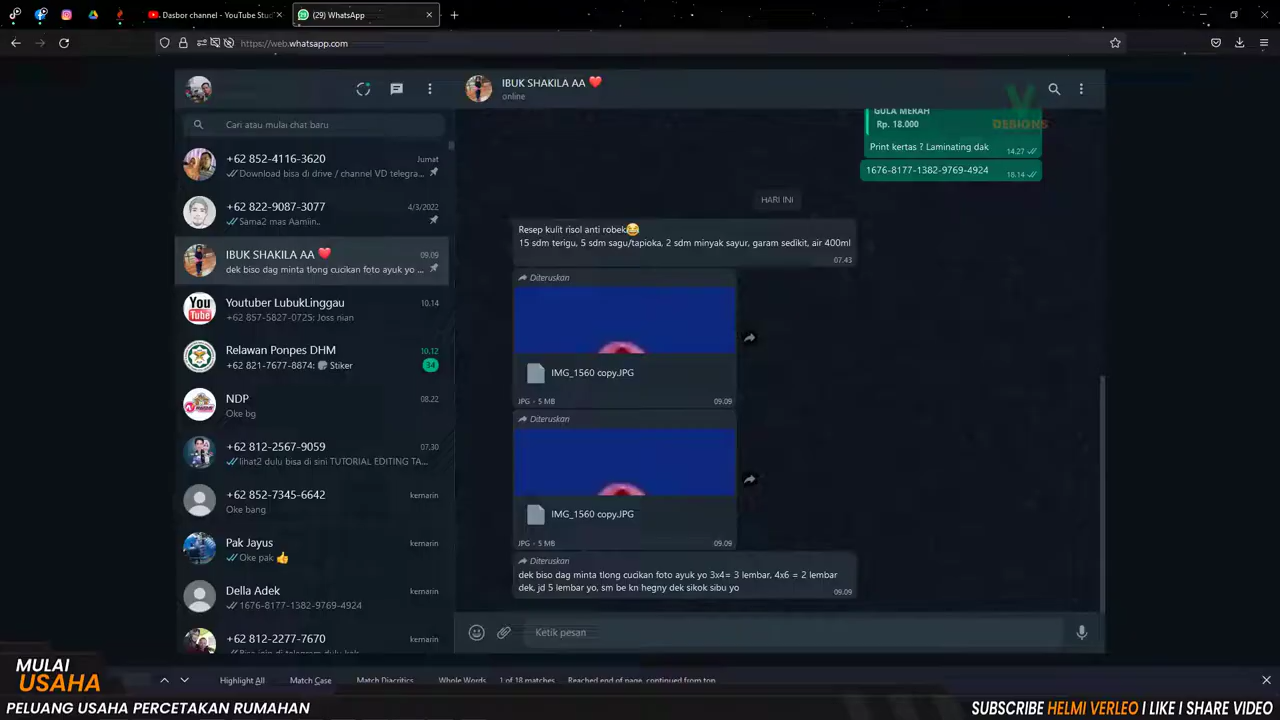 Dasbor channel - YouTube Stu
(29) WhatsApp
https://web.whatsapp.com
IBUK SHAKILA AA ❤️
online
Cari atau mulai chat baru
+62 852-4116-3620
Jumat
Download bisa di drive / channel VD telegra...
+62 822-9087-3077
4/3/2022
Sama2 mas Aamiin..
IBUK SHAKILA AA ❤️
09.09
dek biso dag minta tlong cucikan foto ayuk yo ...
Youtuber LubukLinggau
10.14
+62 857-5827-0725: Joss nian
Relawan Ponpes DHM
10.12
+62 821-7677-8874: Stiker
34
NDP
08.22
Oke bg
+62 812-2567-9059
07.30
lihat2 dulu bisa di sini TUTORIAL EDITING TA...
+62 852-7345-6642
kemarin
Oke bang
Pak Jayus
kemarin
Oke pak 👍
Della Adek
kemarin
1676-8177-1382-9769-4924
+62 812-2277-7670
kemarin
GULA MERAH
Rp. 18.000
Print kertas ? Laminating dak
14.27
1676-8177-1382-9769-4924
18.14
V
DESIGNS
HARI INI
Resep kulit risol anti robek😂
15 sdm terigu, 5 sdm sagu/tapioka, 2 sdm minyak sayur, garam sedikit, air 400ml
07.43
Diteruskan
IMG_1560 copy.JPG
JPG • 5 MB
09.09
Diteruskan
IMG_1560 copy.JPG
JPG • 5 MB
09.09
Diteruskan
dek biso dag minta tlong cucikan foto ayuk yo 3x4= 3 lembar, 4x6 = 2 lembar
dek, jd 5 lembar yo, sm be kn hegny dek sikok sibu yo
09.09
Ketik pesan
MULAI
USAHA
Highlight All
Match Case
Match Diacritics
Whole Words
1 of 18 matches
Reached end of page, continued from top
PELUANG USAHA PERCETAKAN RUMAHAN
SUBSCRIBE HELMI VERLEO I LIKE I SHARE VIDEO